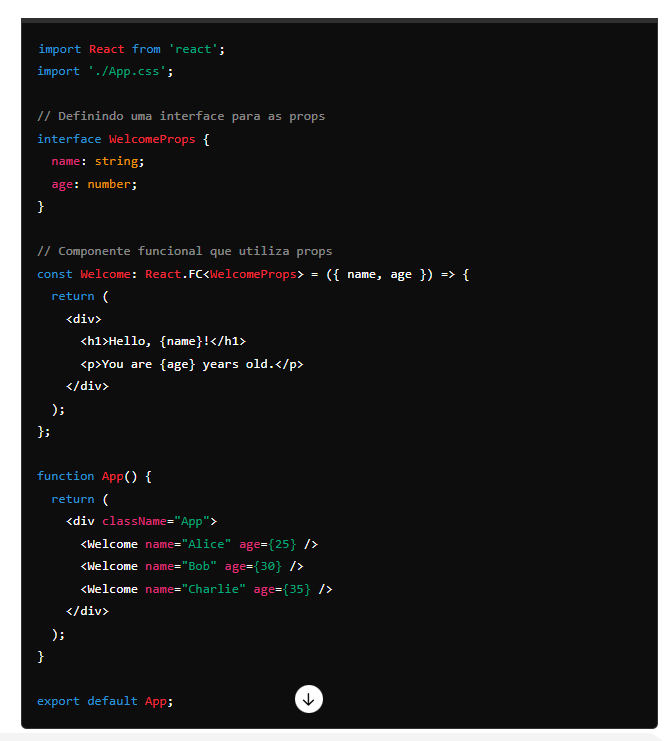 import React from 'react';
import './App.css';

// Definindo uma interface para as props
interface WelcomeProps {
  name: string;
  age: number;
}

// Componente funcional que utiliza props
const Welcome: React.FC<WelcomeProps> = ({ name, age }) => {
  return (
    <div>
      <h1>Hello, {name}!</h1>
      <p>You are {age} years old.</p>
    </div>
  );
};

function App() {
  return (
    <div className="App">
      <Welcome name="Alice" age={25} />
      <Welcome name="Bob" age={30} />
      <Welcome name="Charlie" age={35} />
    </div>
  );
}

export default App;